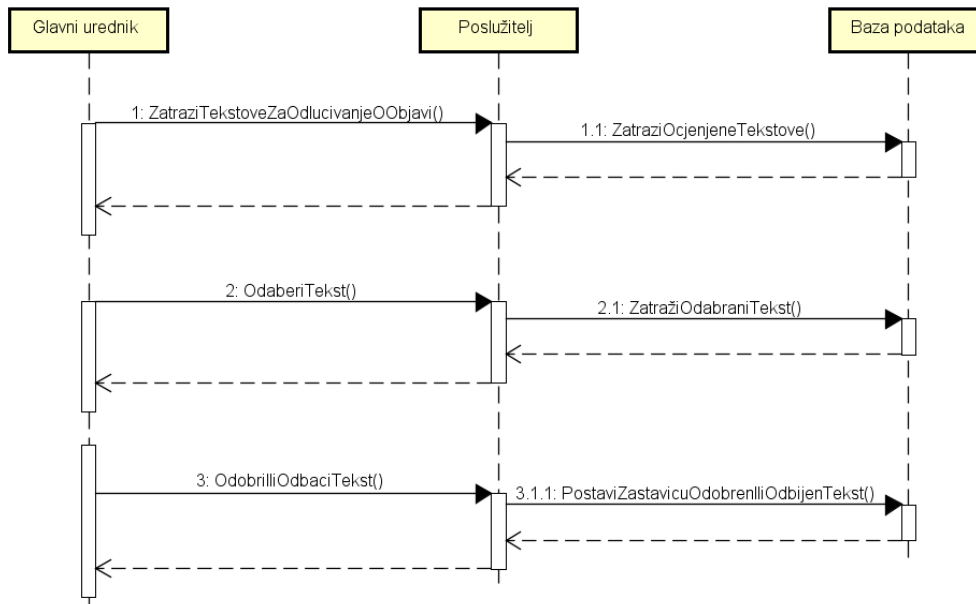 Glavni urednik
Poslužitelj
Baza podataka
1: ZatraziTekstoveZaOdlucivanjeOObjavi()
1.1: ZatraziOcjenjeneTekstove()
2: OdaberiTekst()
2.1: ZatražiOdabraniTekst()
3: OdobriIliOdbaciTekst()
3.1.1: PostaviZastavicuOdobrenIliOdbijenTekst()